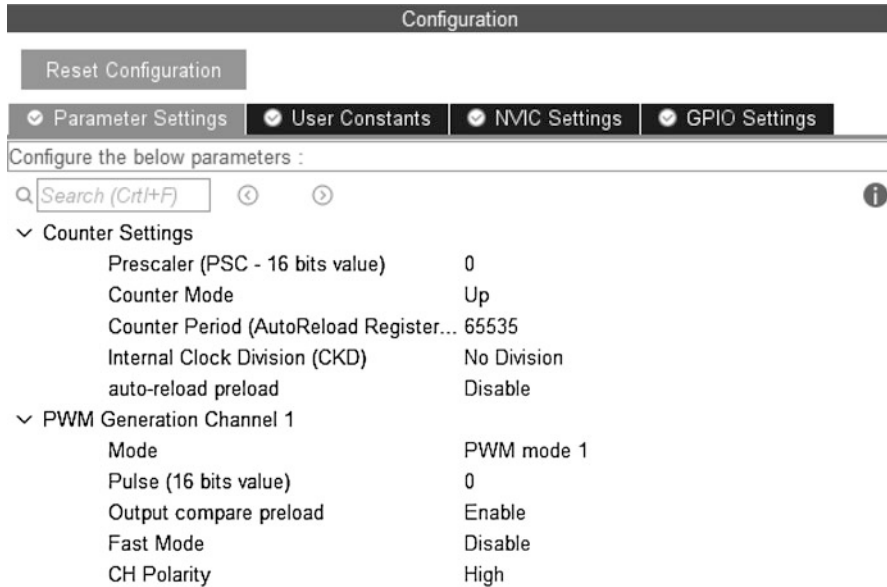 Configuration
Reset Configuration
Parameter Settings User Constants NVIC Settings GPIO Settings
Configure the below parameters :
Search (Crtl+F)
Counter Settings
Prescaler (PSC - 16 bits value) 0
Counter Mode Up
Counter Period (AutoReload Register... 65535
Internal Clock Division (CKD) No Division
auto-reload preload Disable
PWM Generation Channel 1
Mode PWM mode 1
Pulse (16 bits value) 0
Output compare preload Enable
Fast Mode Disable
CH Polarity High